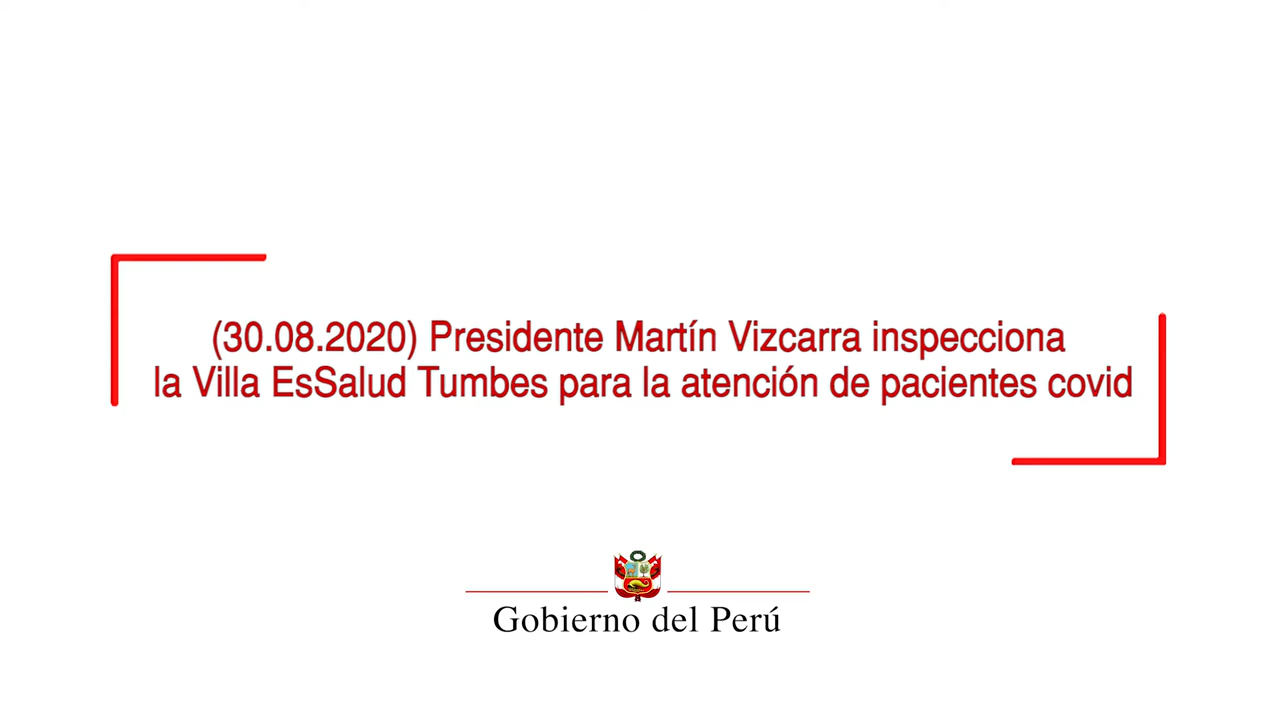 (30.08.2020) Presidente Martín Vizcarra inspecciona
la Villa EsSalud Tumbes para la atención de pacientes covid
Gobierno del Perú